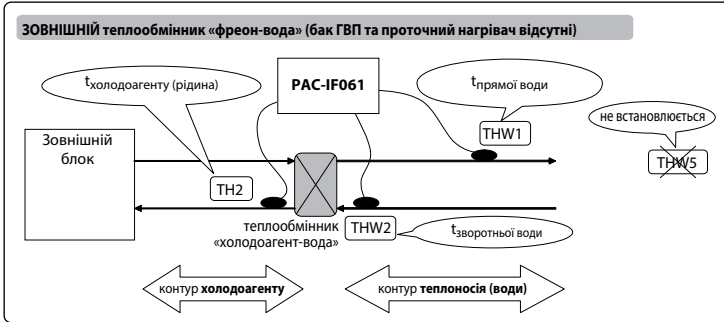 ЗОВНІШНІЙ теплообмінник «фреон-вода» (бак ГВП та проточний нагрівач відсутні)
tхолодоагенту (рідина)
PAC-IF061
tпрямої води
не встановлюється
Зовнішній
блок
THW1
THW5
TH2
теплообмінник
«холодоагент-вода»
THW2
tзворотньої води
контур холодоагенту
контур теплоносія (води)